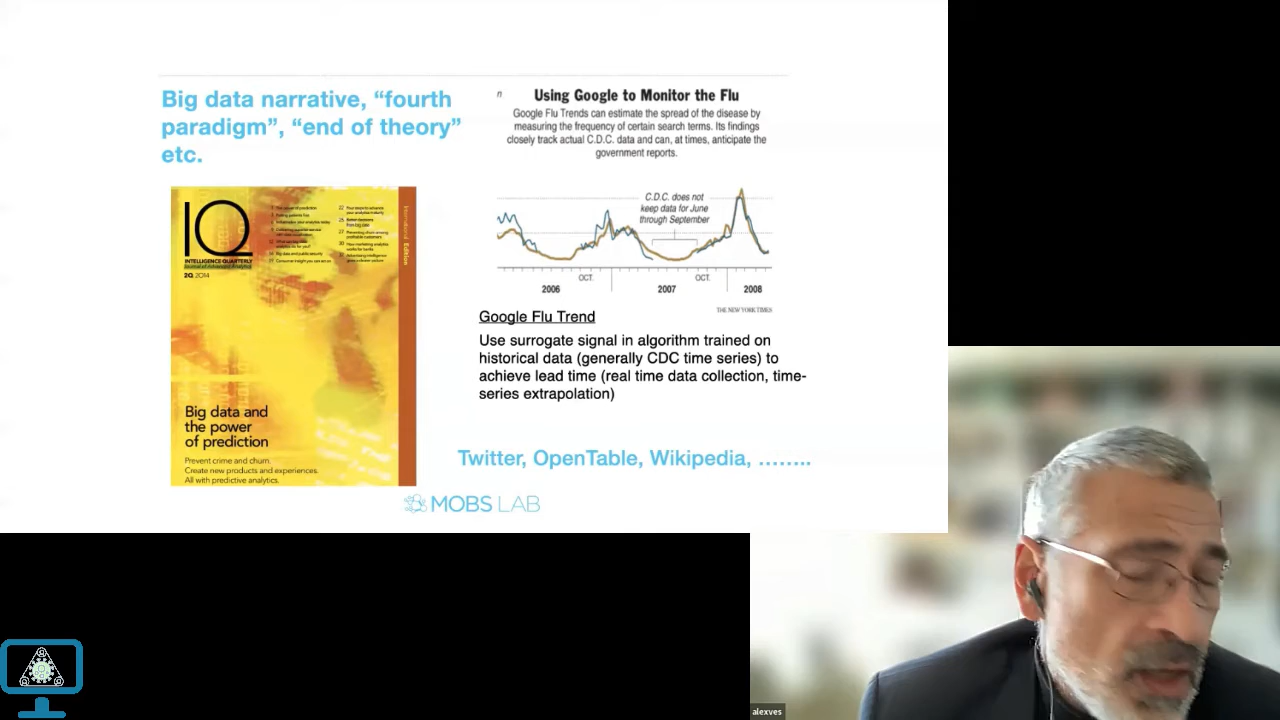 Big data narrative, “fourth
paradigm”, “end of theory”
etc.
IQ
INTELLIGENCE QUARTERLY
Journal of Advanced Analytics
2Q. 2014
International Edition
Big data and
the power
of prediction
Prevent crime and churn.
Create new products and experiences.
All with predictive analytics.
n
Using Google to Monitor the Flu
Google Flu Trends can estimate the spread of the disease by
measuring the frequency of certain search terms. Its findings
closely track actual C.D.C. data and can, at times, anticipate the
government reports.
C.D.C. does not
keep data for June
through September
OCT.
OCT.
2006
2007
2008
THE NEW YORK TIMES
Google Flu Trend
Use surrogate signal in algorithm trained on
historical data (generally CDC time series) to
achieve lead time (real time data collection, time-
series extrapolation)
Twitter, OpenTable, Wikipedia, ……..
MOBS LAB
alexves